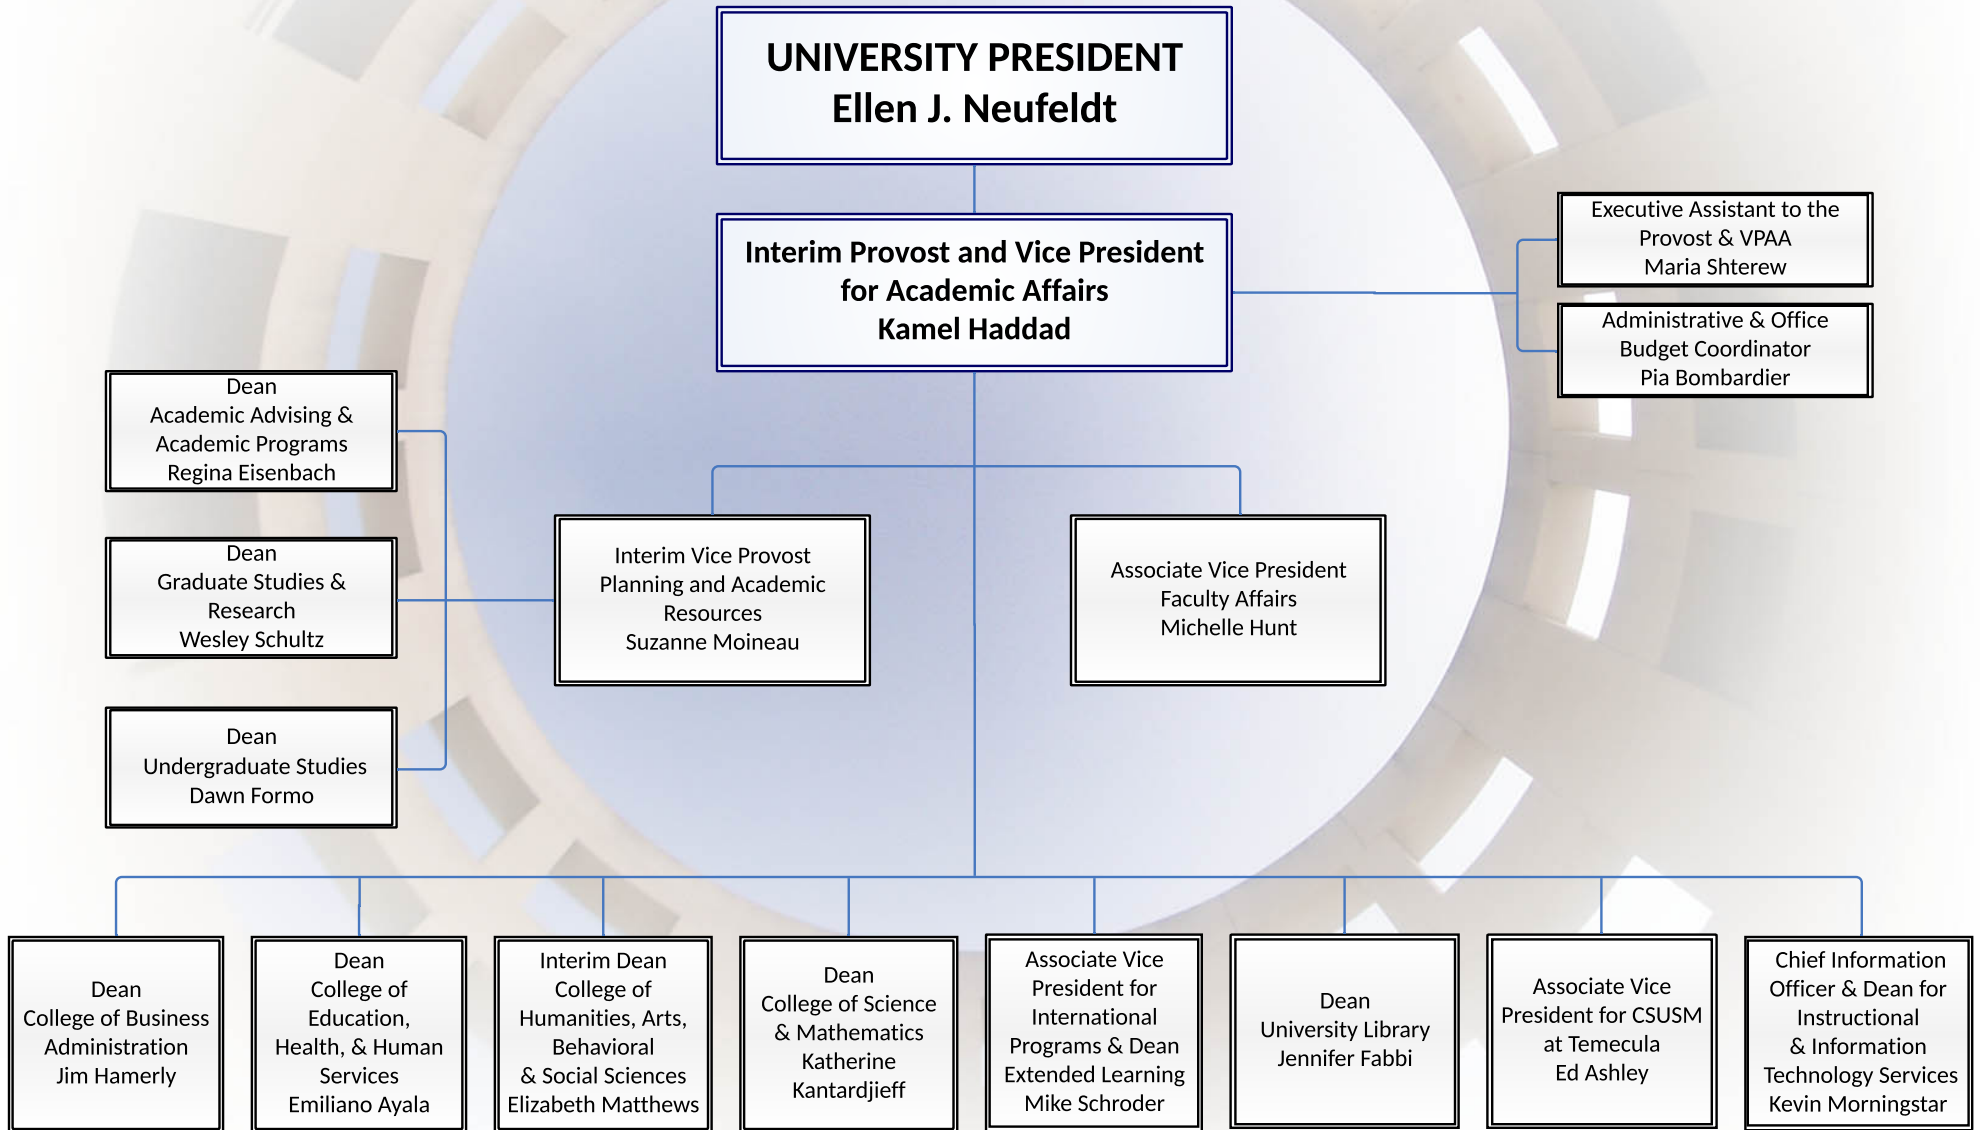 UNIVERSITY PRESIDENT
Ellen J. Neufeldt
Interim Provost and Vice President
for Academic Affairs
Kamel Haddad
Executive Assistant to the
Provost & VPAA
Maria Shterew
Administrative & Office
Budget Coordinator
Pia Bombardier
Dean
Academic Advising &
Academic Programs
Regina Eisenbach
Dean
Graduate Studies &
Research
Wesley Schultz
Dean
Undergraduate Studies
Dawn Formo
Interim Vice Provost
Planning and Academic
Resources
Suzanne Moineau
Associate Vice President
Faculty Affairs
Michelle Hunt
Dean
College of Business
Administration
Jim Hamerly
Dean
College of
Education,
Health, & Human
Services
Emiliano Ayala
Interim Dean
College of
Humanities, Arts,
Behavioral
& Social Sciences
Elizabeth Matthews
Dean
College of Science
& Mathematics
Katherine
Kantardjieff
Associate Vice
President for
International
Programs & Dean
Extended Learning
Mike Schroder
Dean
University Library
Jennifer Fabbi
Associate Vice
President for CSUSM
at Temecula
Ed Ashley
Chief Information
Officer & Dean for
Instructional
& Information
Technology Services
Kevin Morningstar